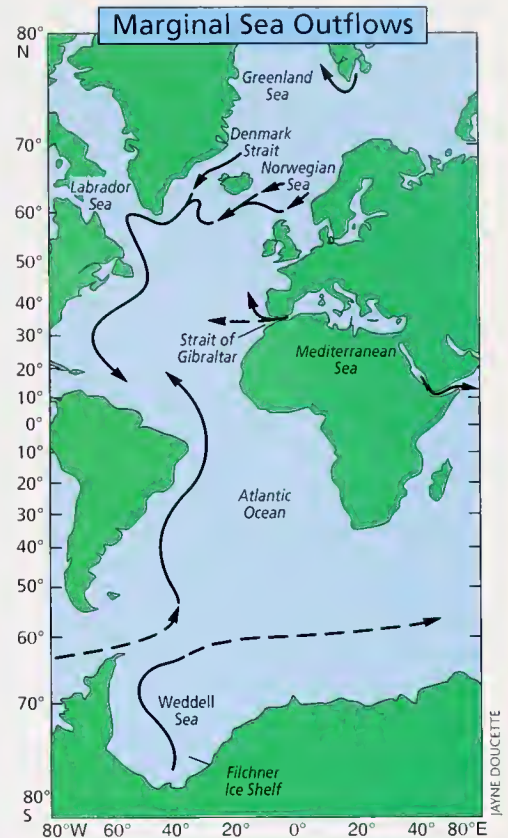 Marginal Sea Outflows
80°
N
Greenland
Sea
Denmark
Strait
70°
Norwegian
Sea
Labrador
Sea
60°
50°
40°
Strait of
Gibraltar
30°
Mediterranean
Sea
20°
10°
0°
10°
20°
Atlantic
Ocean
30°
40°
50°
60°
70°
Weddell
Sea
Filchner
Ice Shelf
80°
S
80°W 60° 40° 20° 0° 20° 40° 60° 80°E
JAYNE DOUCETTE